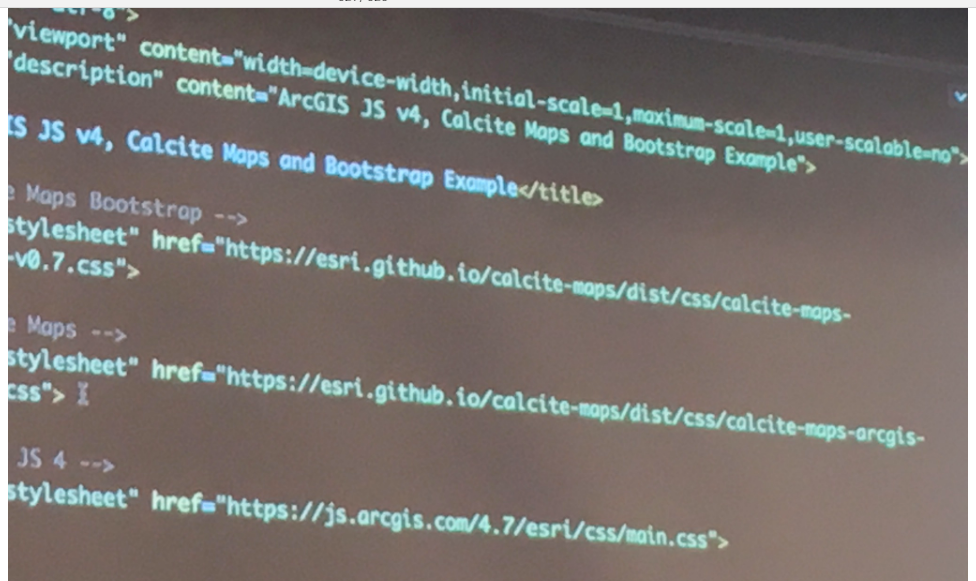 "viewport" content="width=device-width,initial-scale=1,maximum-scale=1,user-scalable=no">
"description" content="ArcGIS JS v4, Calcite Maps and Bootstrap Example">
IS JS v4, Calcite Maps and Bootstrap Example</title>
e Maps Bootstrap -->
stylesheet" href="https://esri.github.io/calcite-maps/dist/css/calcite-maps-
-v0.7.css">
e Maps -->
stylesheet" href="https://esri.github.io/calcite-maps/dist/css/calcite-maps-arcgis-
css">
JS 4 -->
stylesheet" href="https://js.arcgis.com/4.7/esri/css/main.css">